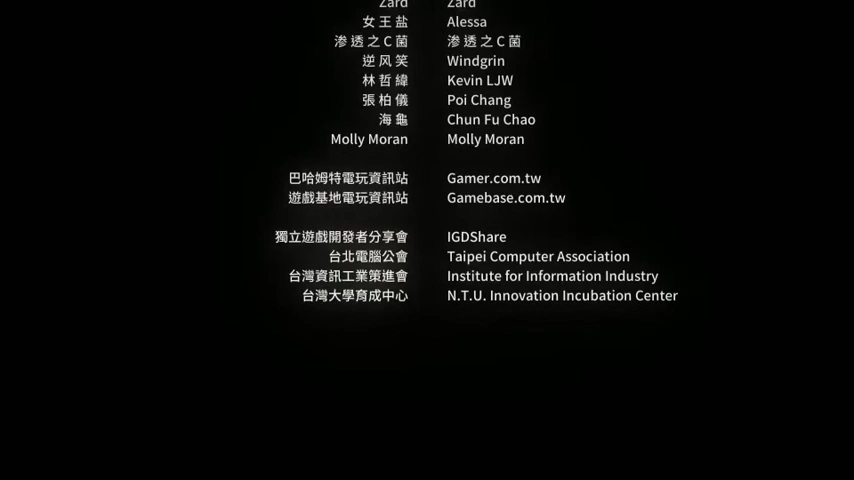 Zard Zard
女王盐 Alessa
渗透之C菌 渗透之C菌
逆风笑 Windgrin
林哲緯 Kevin LJW
張柏儀 Poi Chang
海龜 Chun Fu Chao
Molly Moran Molly Moran
巴哈姆特電玩資訊站 Gamer.com.tw
遊戲基地電玩資訊站 Gamebase.com.tw
獨立遊戲開發者分享會 IGDShare
台北電腦公會 Taipei Computer Association
台灣資訊工業策進會 Institute for Information Industry
台灣大學育成中心 N.T.U. Innovation Incubation Center